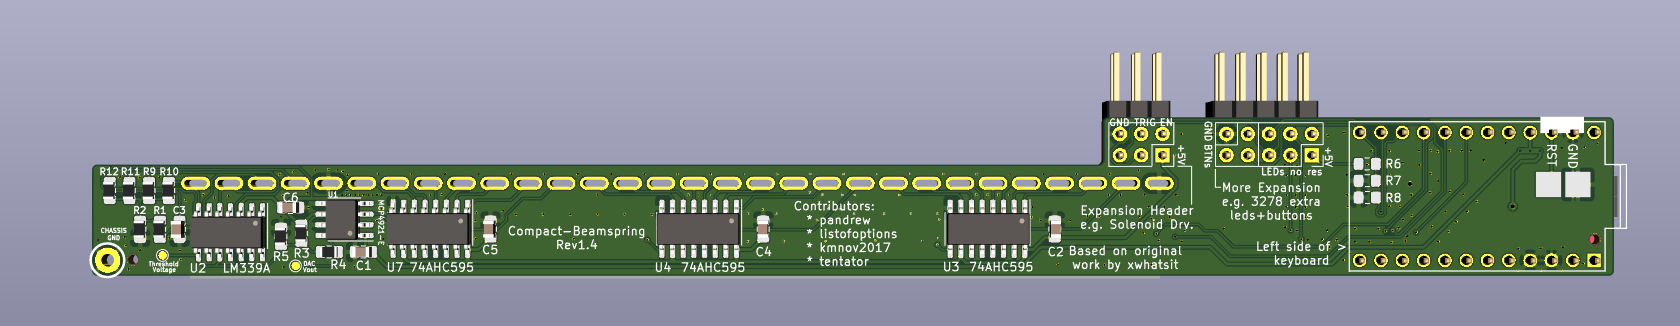 GND TRIG EN
+5V
GND BTNs
+5V
LEDs no res
RST
GND
R6
R7
R8
R12 R11 R9 R10
R2 R1 C3
C6
U1
MCP4921-E
CHASSIS
GND
Threshold
Voltage
U2 LM339A
R5 R3
DAC
Vout
R4 C1
U7 74AHC595
C5
Compact-Beamspring
Rev1.4
U4 74AHC595
C4
Contributors:
* pandrew
* listofoptions
* kmnov2017
* tentator
U3 74AHC595
C2
Expansion Header
e.g. Solenoid Dry.
Based on original
work by xwhatsit
More Expansion
e.g. 3278 extra
leds+buttons
Left side of >
keyboard